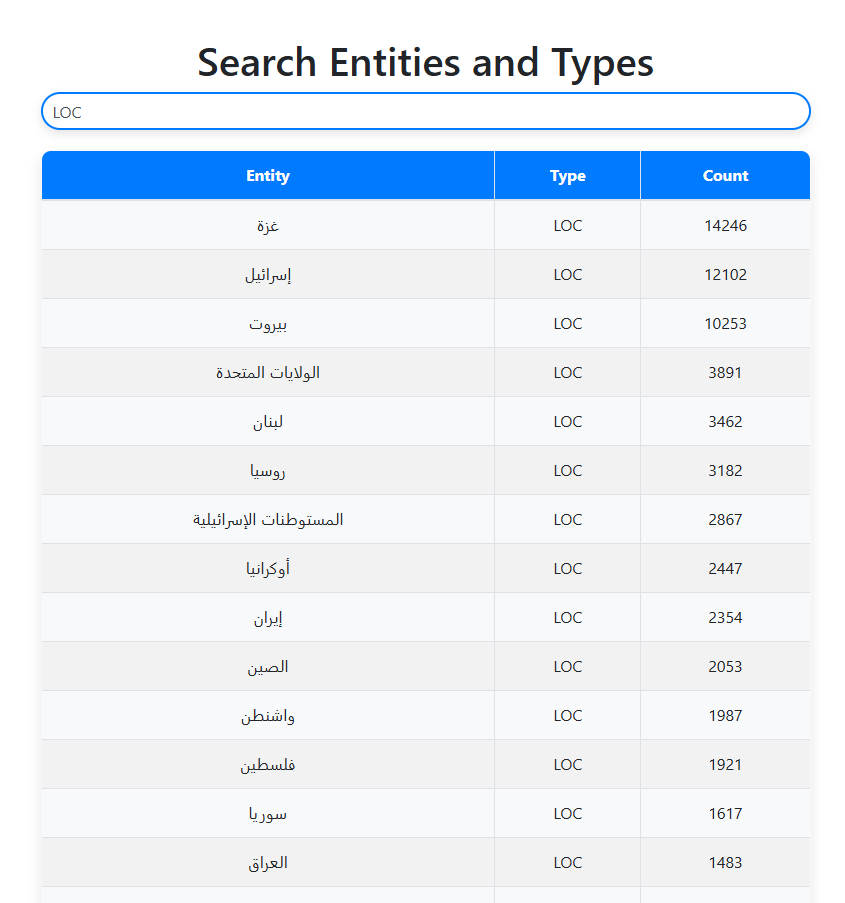 Search Entities and Types
LOC
Entity Type Count
غزة LOC 14246
إسرائيل LOC 12102
بيروت LOC 10253
الولايات المتحدة LOC 3891
لبنان LOC 3462
روسيا LOC 3182
المستوطنات الإسرائيلية LOC 2867
أوكرانيا LOC 2447
إيران LOC 2354
الصين LOC 2053
واشنطن LOC 1987
فلسطين LOC 1921
سوريا LOC 1617
العراق LOC 1483